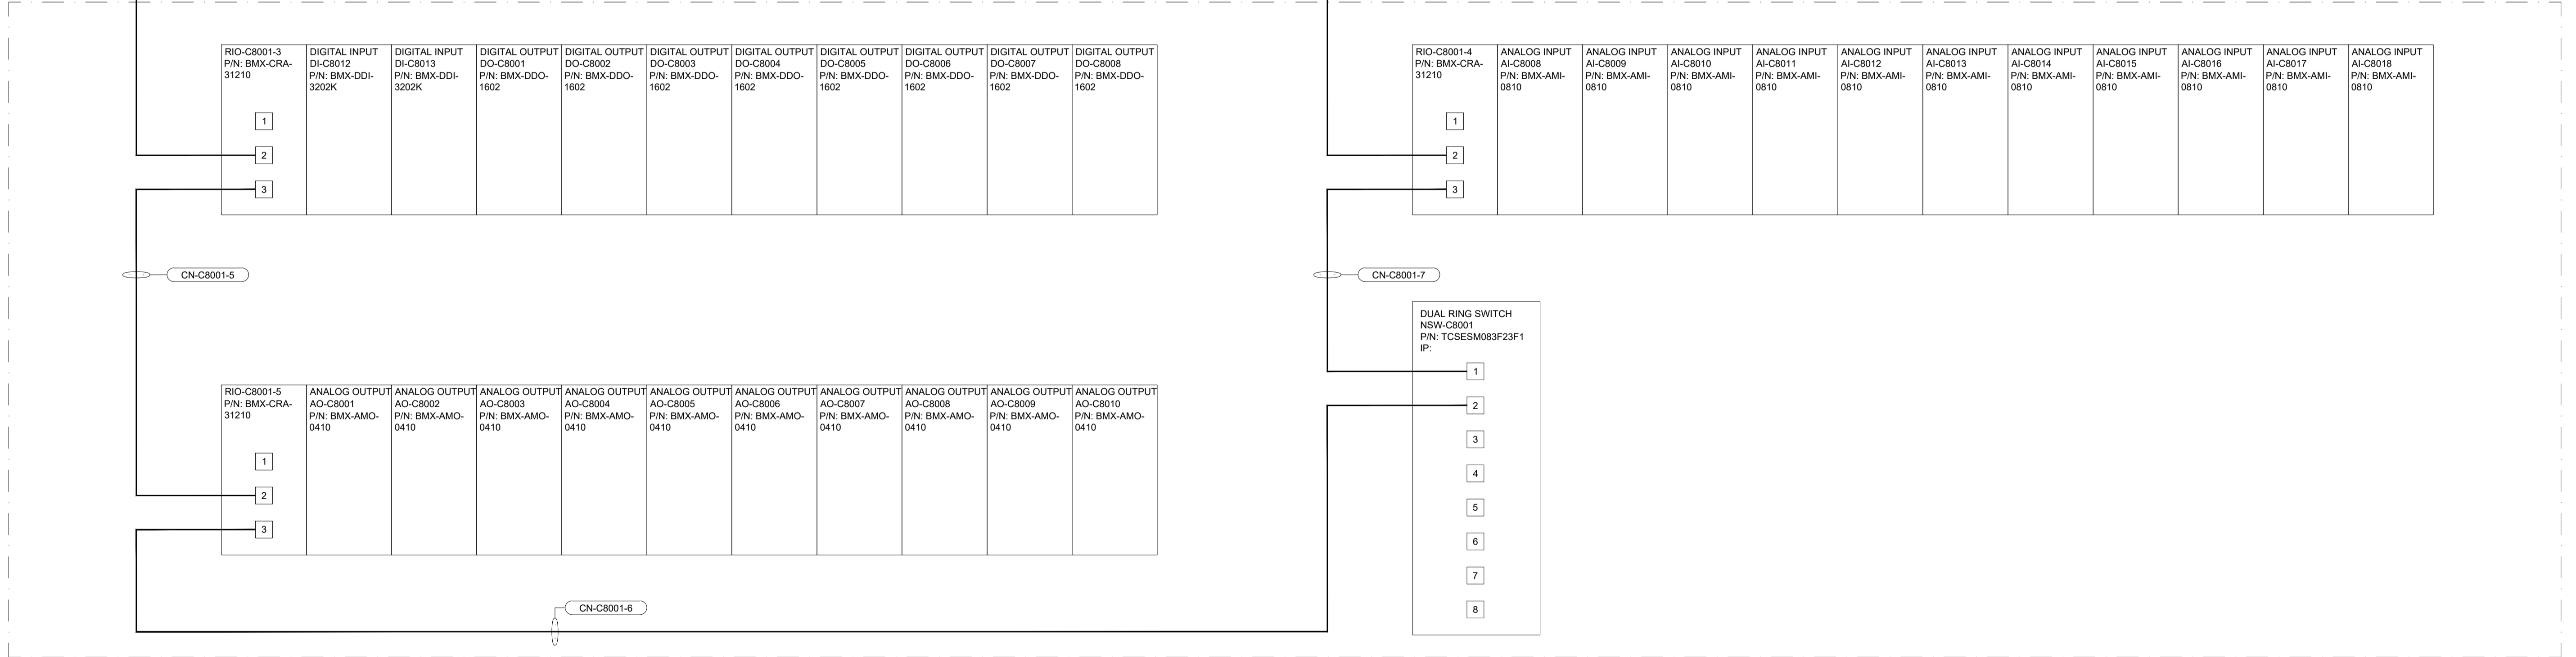 RIO-C8001-3
P/N: BMX-CRA-
31210
1
2
3
DIGITAL INPUT
DI-C8012
P/N: BMX-DDI-
3202K
DIGITAL INPUT
DI-C8013
P/N: BMX-DDI-
3202K
DIGITAL OUTPUT
DO-C8001
P/N: BMX-DDO-
1602
DIGITAL OUTPUT
DO-C8002
P/N: BMX-DDO-
1602
DIGITAL OUTPUT
DO-C8003
P/N: BMX-DDO-
1602
DIGITAL OUTPUT
DO-C8004
P/N: BMX-DDO-
1602
DIGITAL OUTPUT
DO-C8005
P/N: BMX-DDO-
1602
DIGITAL OUTPUT
DO-C8006
P/N: BMX-DDO-
1602
DIGITAL OUTPUT
DO-C8007
P/N: BMX-DDO-
1602
DIGITAL OUTPUT
DO-C8008
P/N: BMX-DDO-
1602
RIO-C8001-4
P/N: BMX-CRA-
31210
1
2
3
ANALOG INPUT
AI-C8008
P/N: BMX-AMI-
0810
ANALOG INPUT
AI-C8009
P/N: BMX-AMI-
0810
ANALOG INPUT
AI-C8010
P/N: BMX-AMI-
0810
ANALOG INPUT
AI-C8011
P/N: BMX-AMI-
0810
ANALOG INPUT
AI-C8012
P/N: BMX-AMI-
0810
ANALOG INPUT
AI-C8013
P/N: BMX-AMI-
0810
ANALOG INPUT
AI-C8014
P/N: BMX-AMI-
0810
ANALOG INPUT
AI-C8015
P/N: BMX-AMI-
0810
ANALOG INPUT
AI-C8016
P/N: BMX-AMI-
0810
ANALOG INPUT
AI-C8017
P/N: BMX-AMI-
0810
ANALOG INPUT
AI-C8018
P/N: BMX-AMI-
0810
CN-C8001-5
CN-C8001-7
RIO-C8001-5
P/N: BMX-CRA-
31210
1
2
3
ANALOG OUTPUT
AO-C8001
P/N: BMX-AMO-
0410
ANALOG OUTPUT
AO-C8002
P/N: BMX-AMO-
0410
ANALOG OUTPUT
AO-C8003
P/N: BMX-AMO-
0410
ANALOG OUTPUT
AO-C8004
P/N: BMX-AMO-
0410
ANALOG OUTPUT
AO-C8005
P/N: BMX-AMO-
0410
ANALOG OUTPUT
AO-C8006
P/N: BMX-AMO-
0410
ANALOG OUTPUT
AO-C8007
P/N: BMX-AMO-
0410
ANALOG OUTPUT
AO-C8008
P/N: BMX-AMO-
0410
ANALOG OUTPUT
AO-C8009
P/N: BMX-AMO-
0410
ANALOG OUTPUT
AO-C8010
P/N: BMX-AMO-
0410
DUAL RING SWITCH
NSW-C8001
P/N: TCSESM083F23F1
IP:
1
2
3
4
5
6
7
8
CN-C8001-6